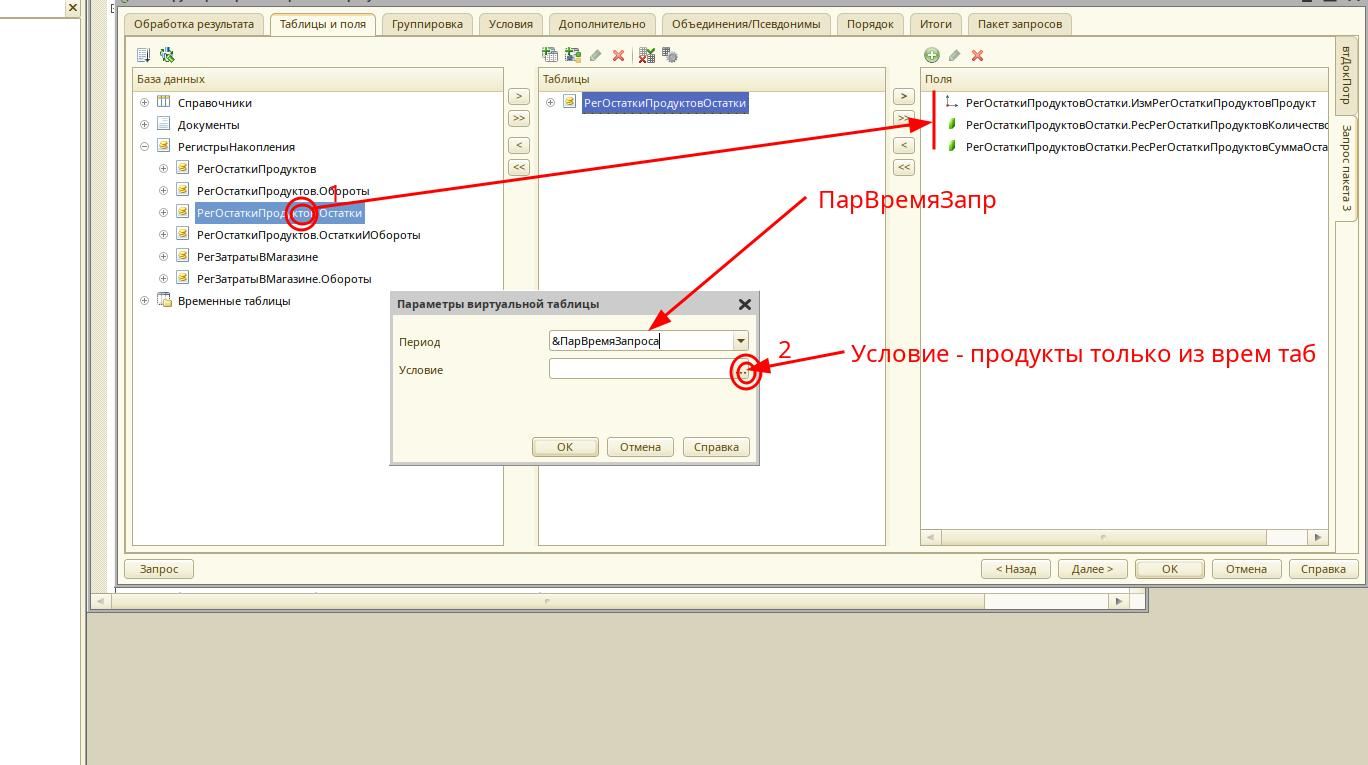 Обработка результата
Таблицы и поля
Группировка
Условия
Дополнительно
Объединения/Псевдонимы
Порядок
Итоги
Пакет запросов
База данных
Справочники
Документы
РегистрыНакопления
РегОстаткиПродуктов
РегОстаткиПродуктов.Обороты
1
РегОстаткиПродуктов.Остатки
РегОстаткиПродуктов.ОстаткиИОбороты
РегЗатратыВМагазине
РегЗатратыВМагазине.Обороты
Временные таблицы
>
>>
<
<<
Таблицы
РегОстаткиПродуктовОстатки
>
>>
<
<<
Поля
РегОстаткиПродуктовОстатки.ИзмРегОстаткиПродуктовПродукт
РегОстаткиПродуктовОстатки.РесРегОстаткиПродуктовКоличество
РегОстаткиПродуктовОстатки.РесРегОстаткиПродуктовСуммаОста
втДокПотр
Запрос пакета 3
ПарВремяЗапр
Параметры виртуальной таблицы
Период
&ПарВремяЗапроса
Условие
...
2
Условие - продукты только из врем таб
ОК
Отмена
Справка
Запрос
< Назад
Далее >
ОК
Отмена
Справка